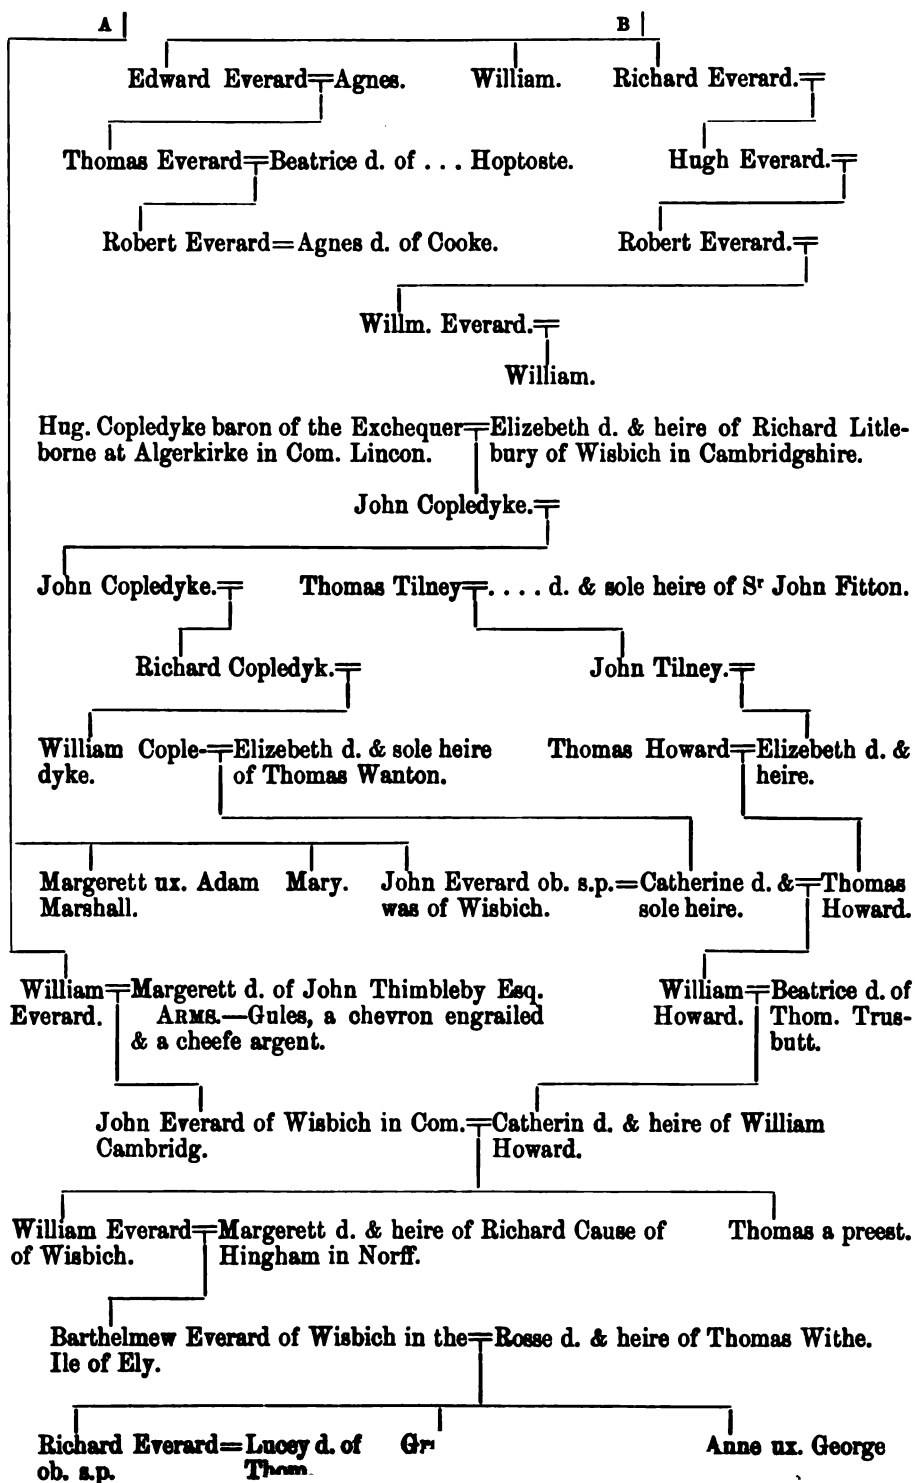 A B
Edward Everard=Agnes. William. Richard Everard.=
Thomas Everard=Beatrice d. of ... Hoptoste. Hugh Everard.=
Robert Everard=Agnes d. of Cooke. Robert Everard.=
Willm. Everard.=
William.
Hug. Copledyke baron of the Exchequer=Elizebeth d. & heire of Richard Litle-
borne at Algerkirke in Com. Lincon. bury of Wisbich in Cambridgshire.
John Copledyke.=
John Copledyke.= Thomas Tilney=.... d. & sole heire of Sʳ John Fitton.
Richard Copledyk.= John Tilney.=
William Cople-=Elizebeth d. & sole heire Thomas Howard=Elizebeth d. &
dyke. of Thomas Wanton. heire.
Margerett ux. Adam Mary. John Everard ob. s.p.=Catherine d. &=Thomas
Marshall. was of Wisbich. sole heire. Howard.
William=Margerett d. of John Thimbleby Esq. William=Beatrice d. of
Everard. ARMS.—Gules, a chevron engrailed Howard. Thom. Trus-
& a cheefe argent. butt.
John Everard of Wisbich in Com.=Catherin d. & heire of William
Cambridg. Howard.
William Everard=Margerett d. & heire of Richard Cause of Thomas a preest.
of Wisbich. Hingham in Norff.
Barthelmew Everard of Wisbich in the=Rosse d. & heire of Thomas Withe.
Ile of Ely.
Richard Everard=Lucey d. of Anne ux. George
ob. s.p. Thom.